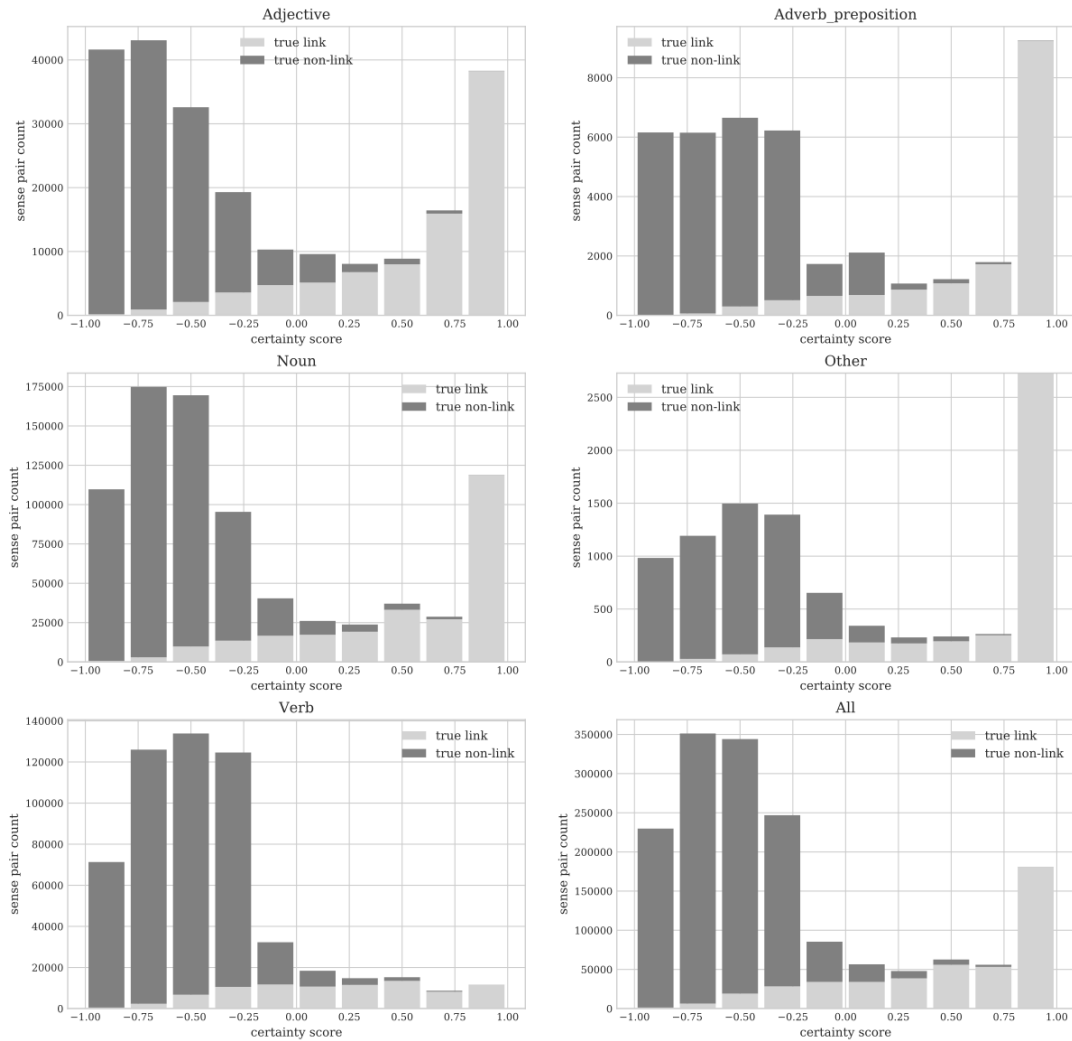 Adjective
sense pair count
40000
30000
20000
10000
0
true link
true non-link
−1.00 −0.75 −0.50 −0.25 0.00 0.25 0.50 0.75 1.00
certainty score
Adverb_preposition
sense pair count
8000
6000
4000
2000
0
true link
true non-link
−1.00 −0.75 −0.50 −0.25 0.00 0.25 0.50 0.75 1.00
certainty score
Noun
sense pair count
175000
150000
125000
100000
75000
50000
25000
0
true link
true non-link
−1.00 −0.75 −0.50 −0.25 0.00 0.25 0.50 0.75 1.00
certainty score
Other
sense pair count
2500
2000
1500
1000
500
0
true link
true non-link
−1.00 −0.75 −0.50 −0.25 0.00 0.25 0.50 0.75 1.00
certainty score
Verb
sense pair count
140000
120000
100000
80000
60000
40000
20000
0
true link
true non-link
−1.00 −0.75 −0.50 −0.25 0.00 0.25 0.50 0.75 1.00
certainty score
All
sense pair count
350000
300000
250000
200000
150000
100000
50000
0
true link
true non-link
−1.00 −0.75 −0.50 −0.25 0.00 0.25 0.50 0.75 1.00
certainty score